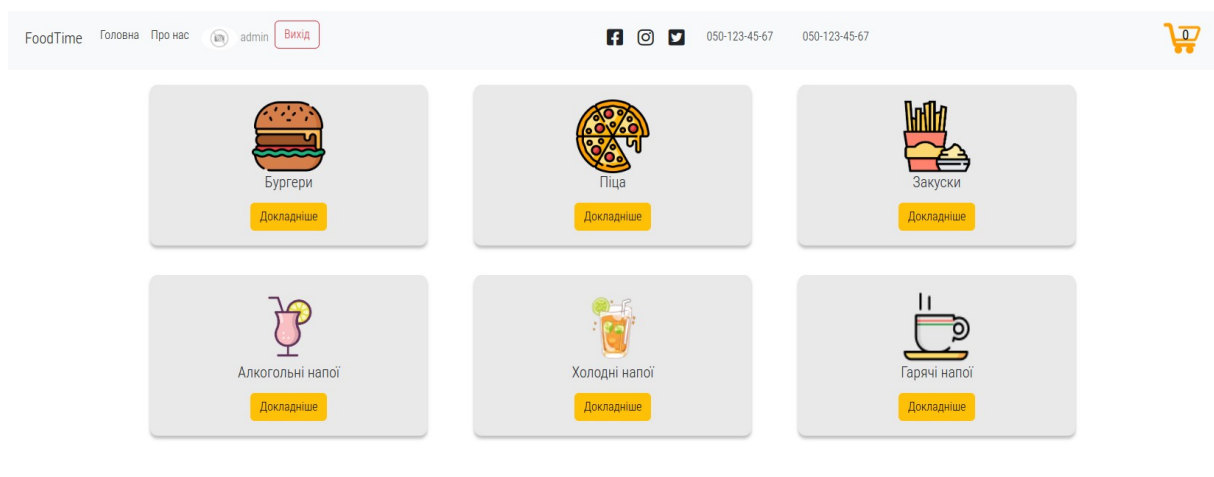 FoodTime Головна Про нас admin Вихід 050-123-45-67 050-123-45-67 0
Бургери Піца Закуски
Докладніше Докладніше Докладніше
Алкогольні напої Холодні напої Гарячі напої
Докладніше Докладніше Докладніше